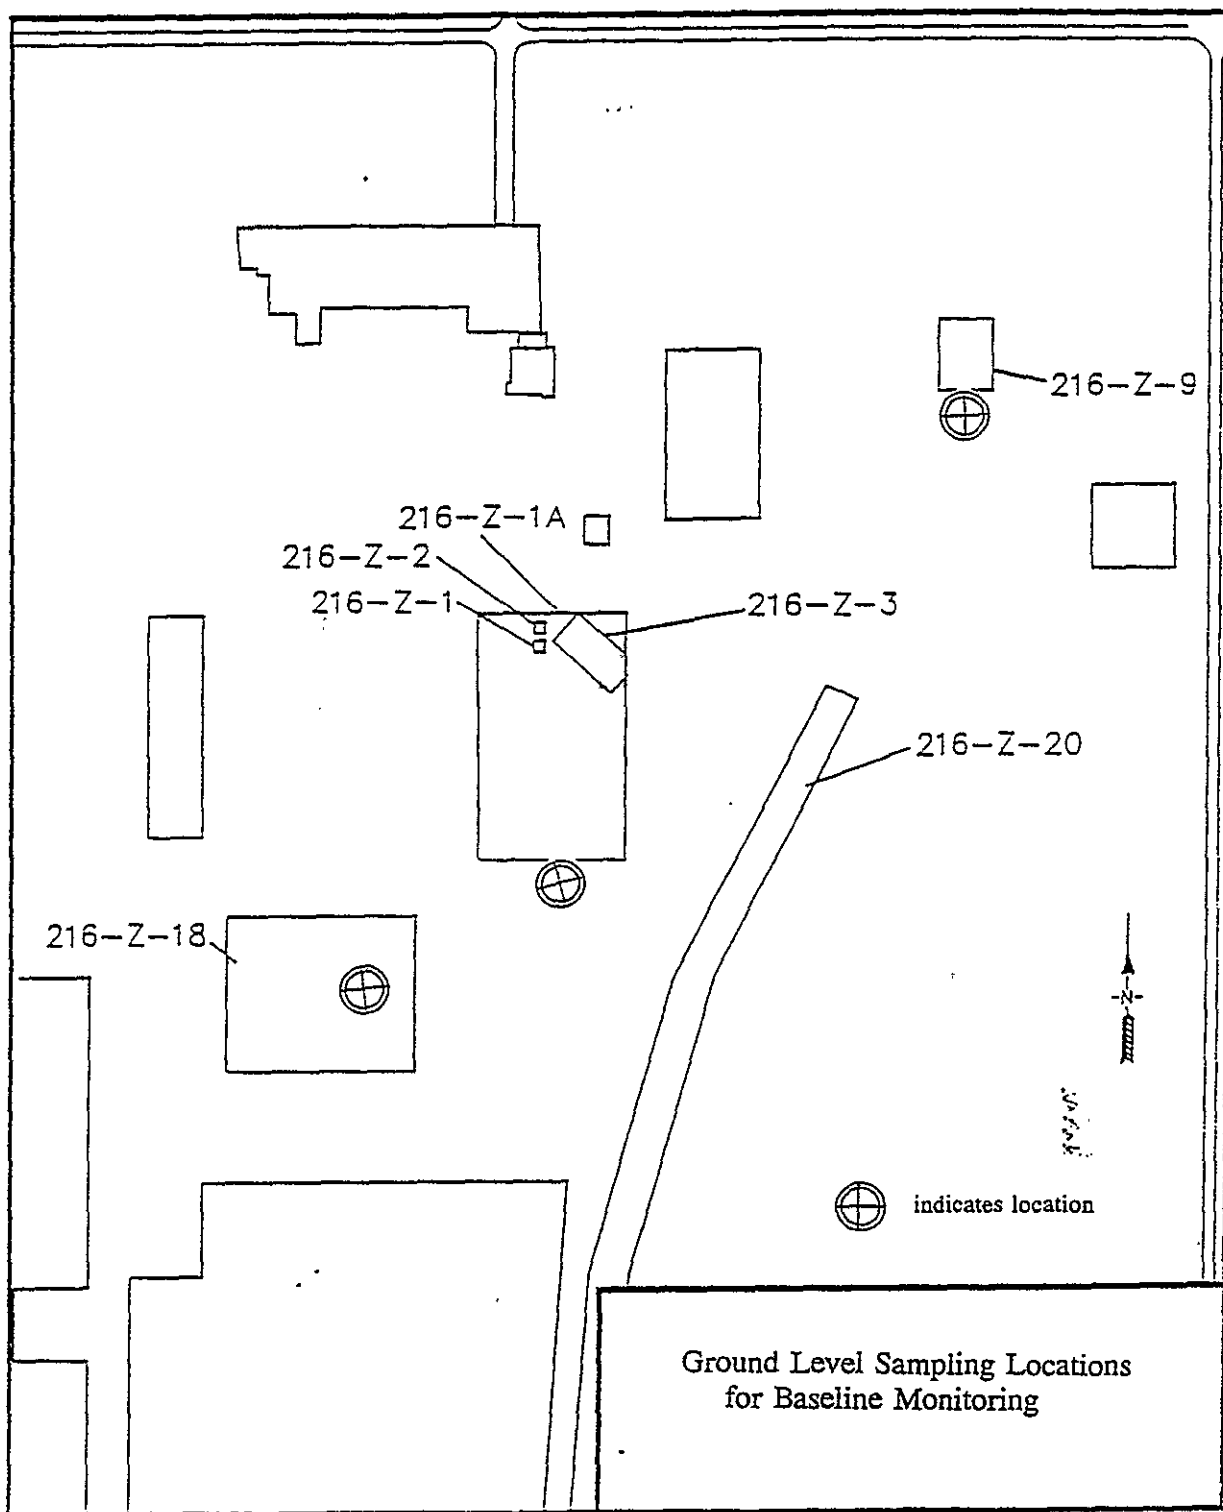 216-Z-9
216-Z-1A
216-Z-2
216-Z-1
216-Z-3
216-Z-20
216-Z-18
-Z-
indicates location
Ground Level Sampling Locations
for Baseline Monitoring